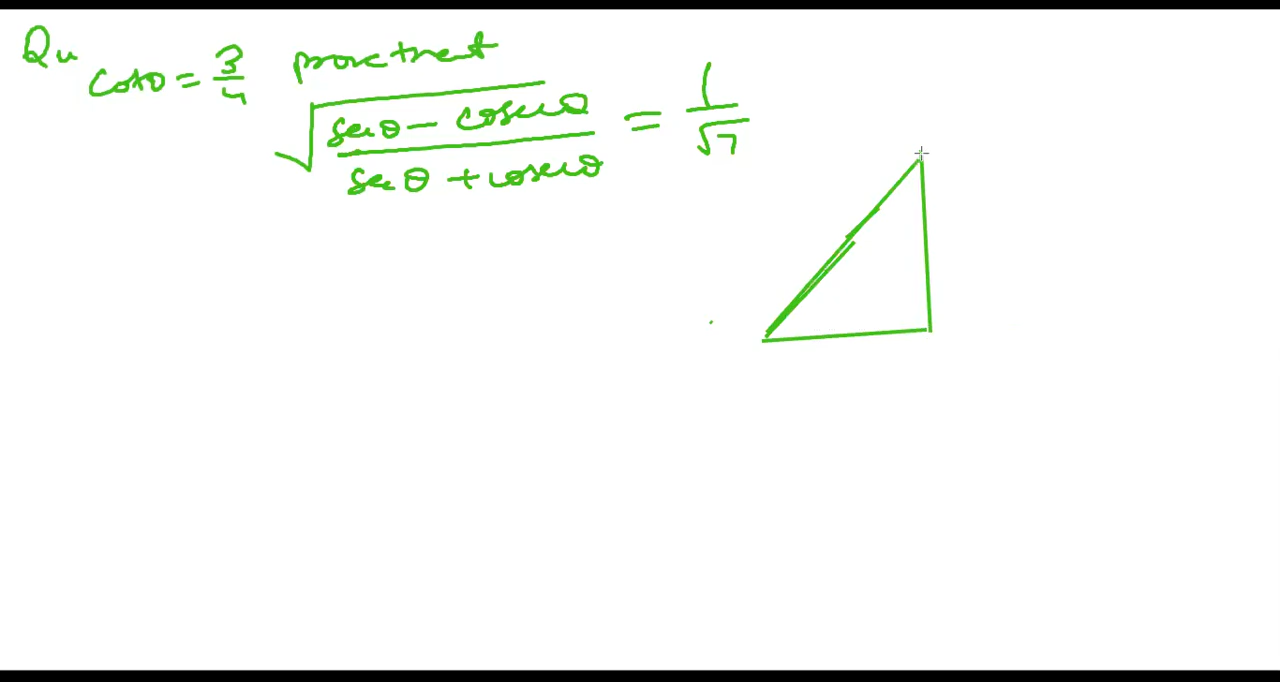 Qu cotθ = 3/4 prove that
√((secθ − cosecθ)/(secθ + cosecθ)) = 1/√7